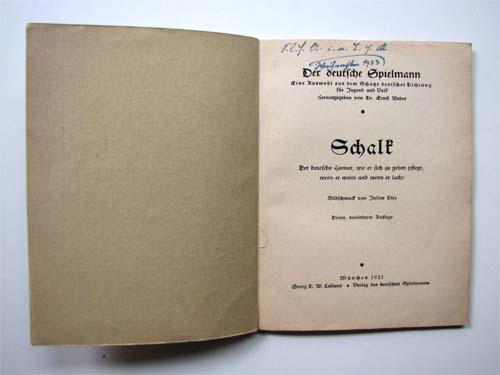 Weihnachten 1923
Der deutsche Spielmann
Eine Auswahl aus dem Schatze deutscher Dichtung
für Jugend und Volk
Herausgegeben von Dr. Ernst Weber
Schalk
Der deutsche Humor, wie er sich zu geben pflegt,
wenn er weint und wenn er lacht
Bildschmuck von Julius Diez
Dritte, veränderte Auflage
München 1923
Georg D. W. Callwey • Verlag des deutschen Spielmanns